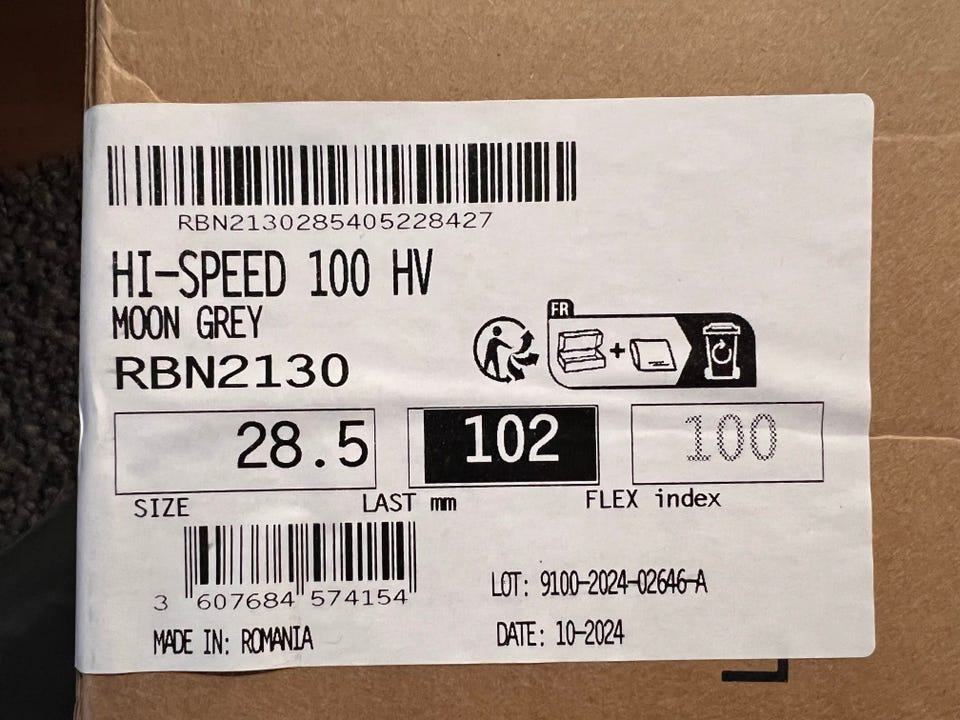 RBN2130285405228427
HI-SPEED 100 HV
MOON GREY
RBN2130
FR
28.5 102 100
SIZE LAST mm FLEX index
3 607684 574154
LOT: 9100-2024-02646-A
MADE IN: ROMANIA
DATE: 10-2024